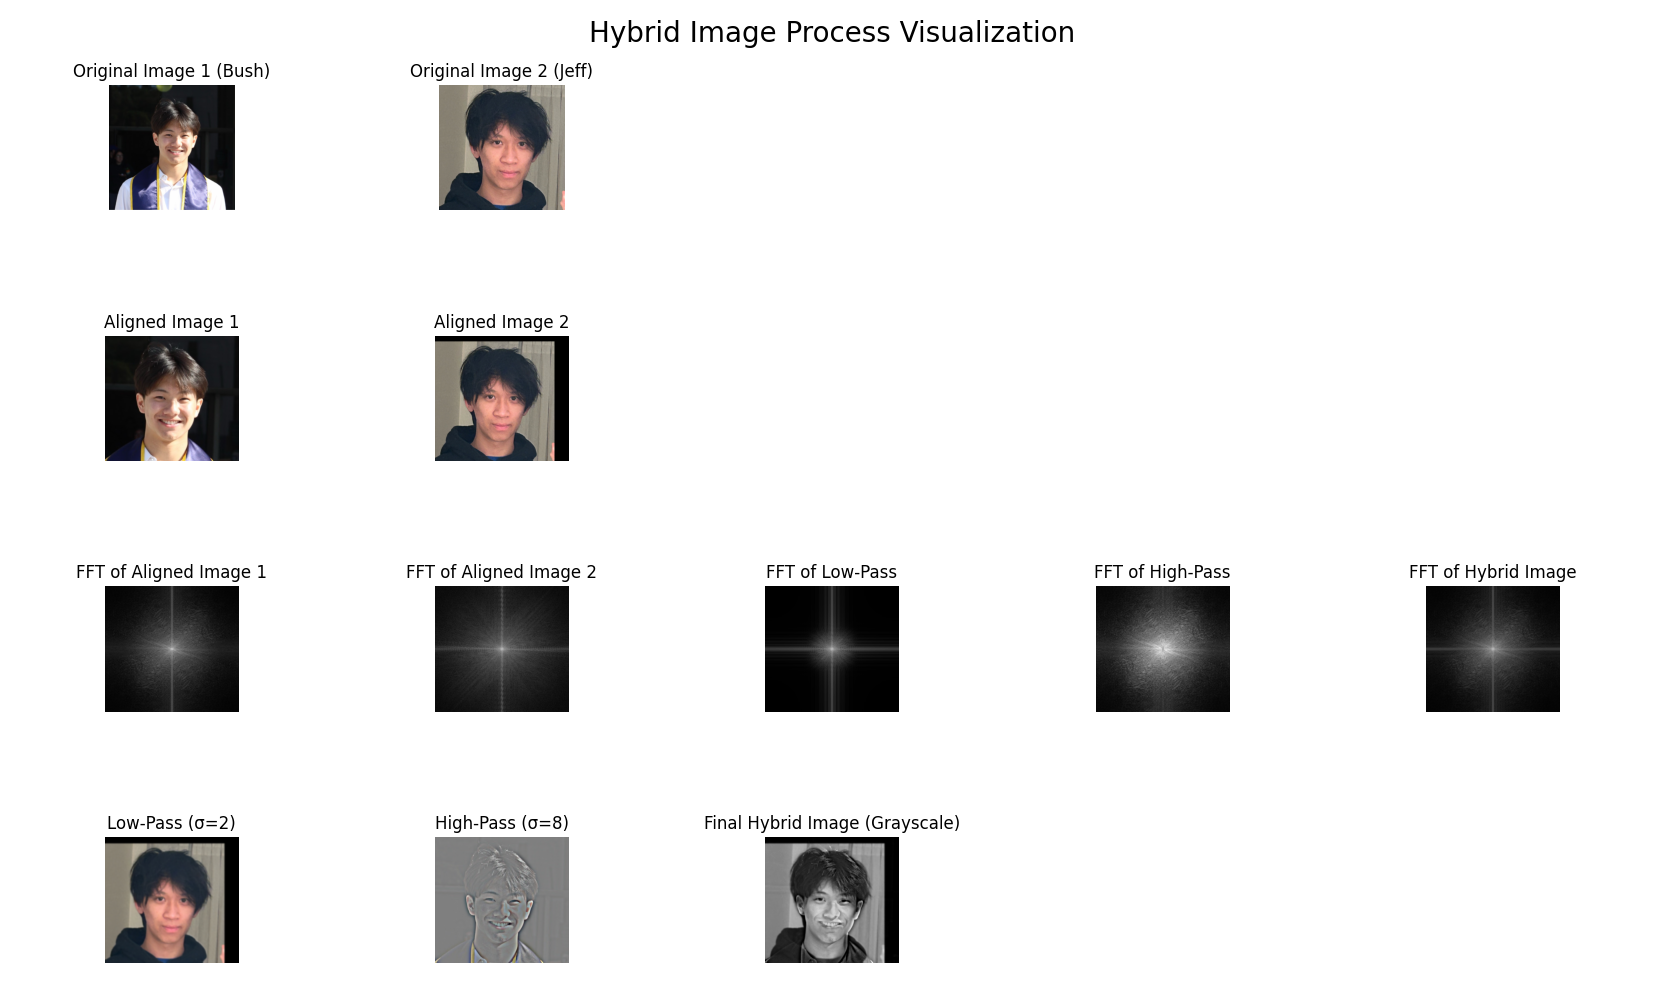 Hybrid Image Process Visualization
Original Image 1 (Bush)
Original Image 2 (Jeff)
Aligned Image 1
Aligned Image 2
FFT of Aligned Image 1
FFT of Aligned Image 2
FFT of Low-Pass
FFT of High-Pass
FFT of Hybrid Image
Low-Pass (σ=2)
High-Pass (σ=8)
Final Hybrid Image (Grayscale)